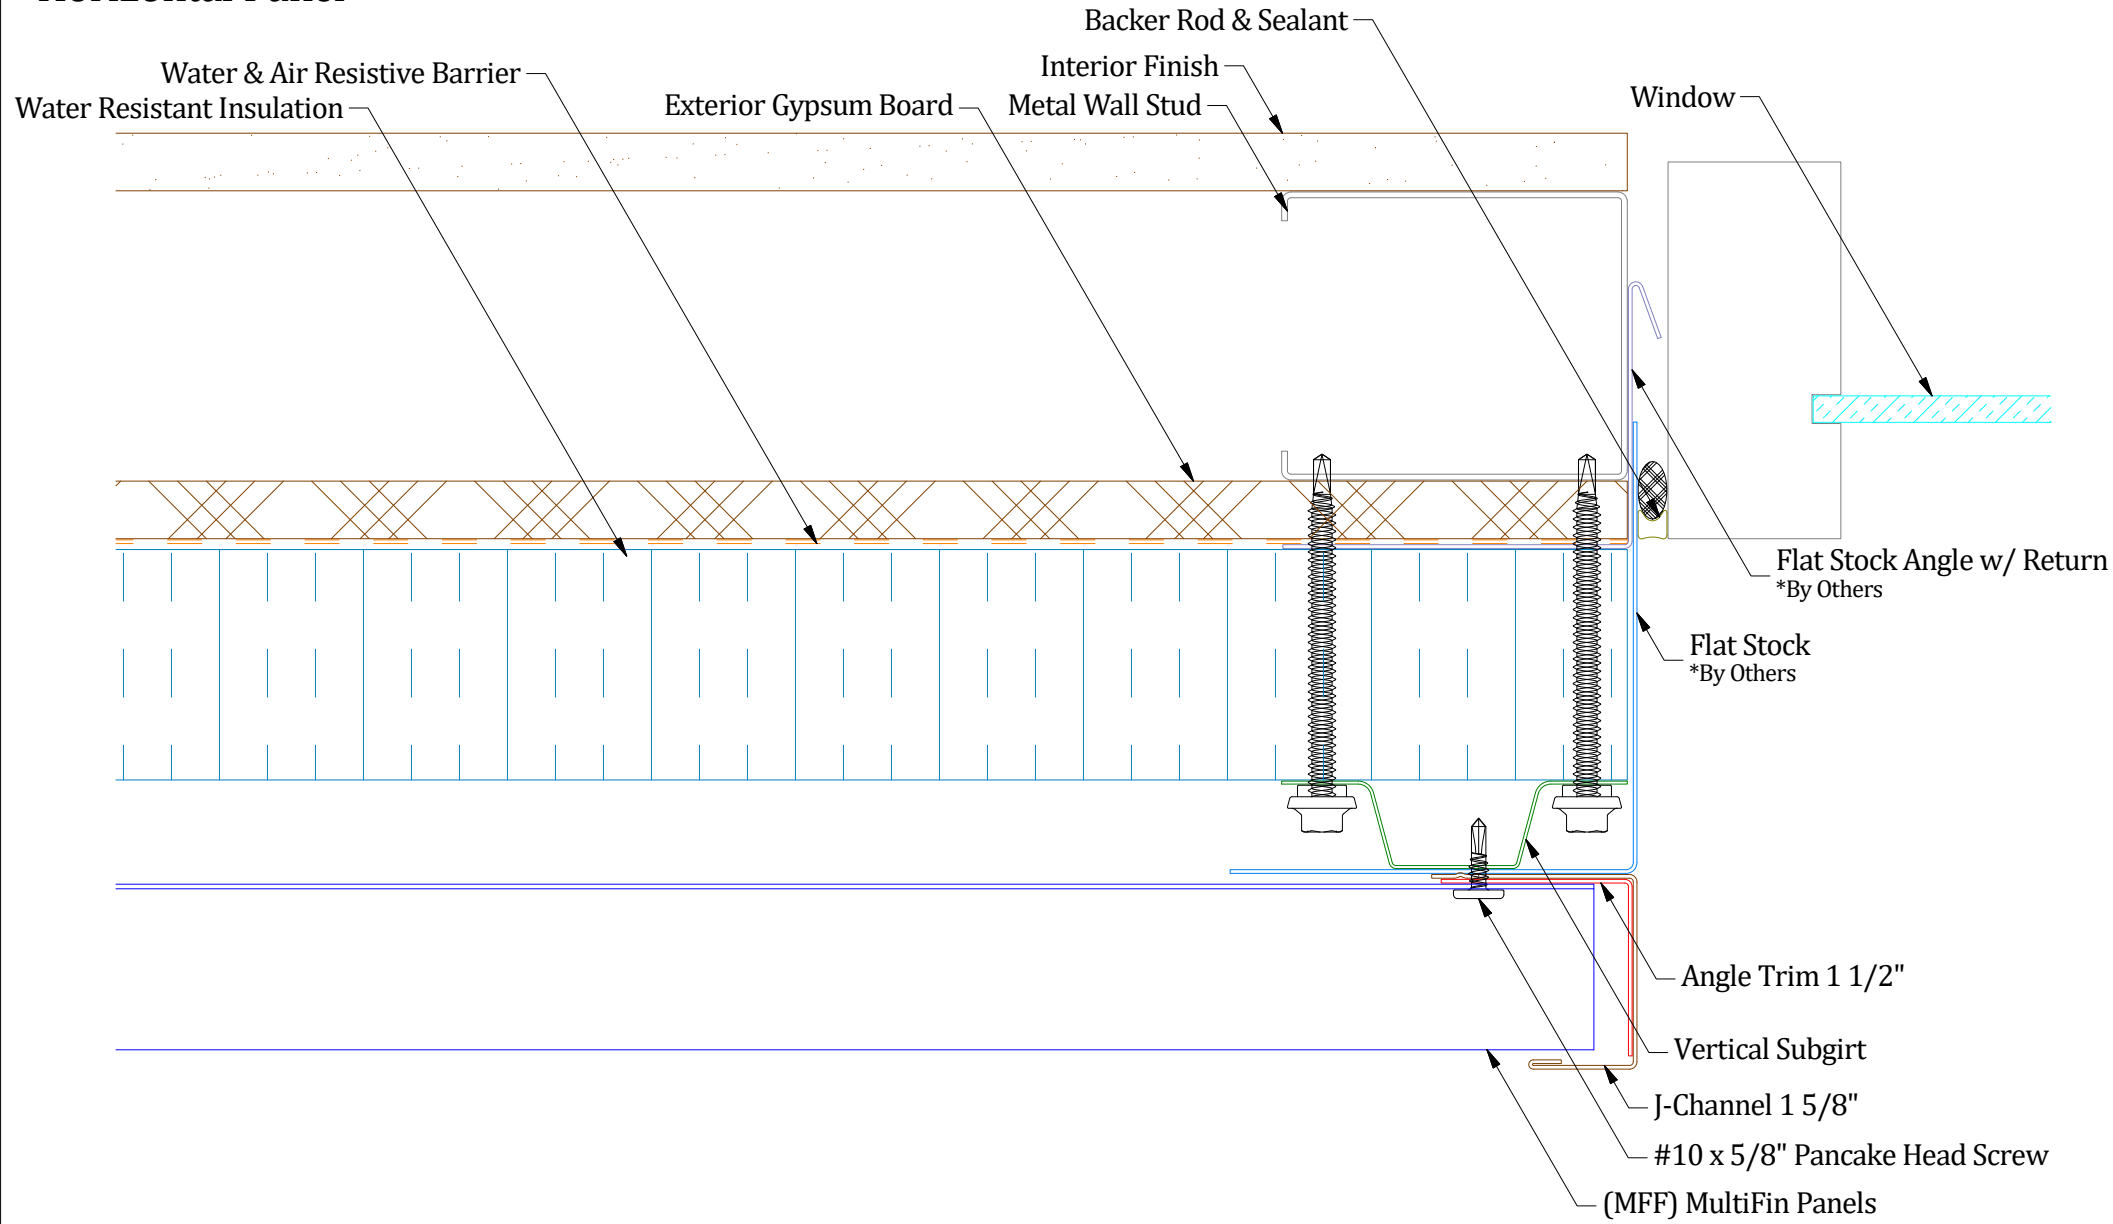 Horizontal Panel
Backer Rod & Sealant
Interior Finish
Water & Air Resistive Barrier
Window
Water Resistant Insulation
Exterior Gypsum Board
Metal Wall Stud
Flat Stock Angle w/ Return
*By Others
Flat Stock
*By Others
Angle Trim 1 1/2"
Vertical Subgirt
J-Channel 1 5/8"
#10 x 5/8" Pancake Head Screw
(MFF) MultiFin Panels